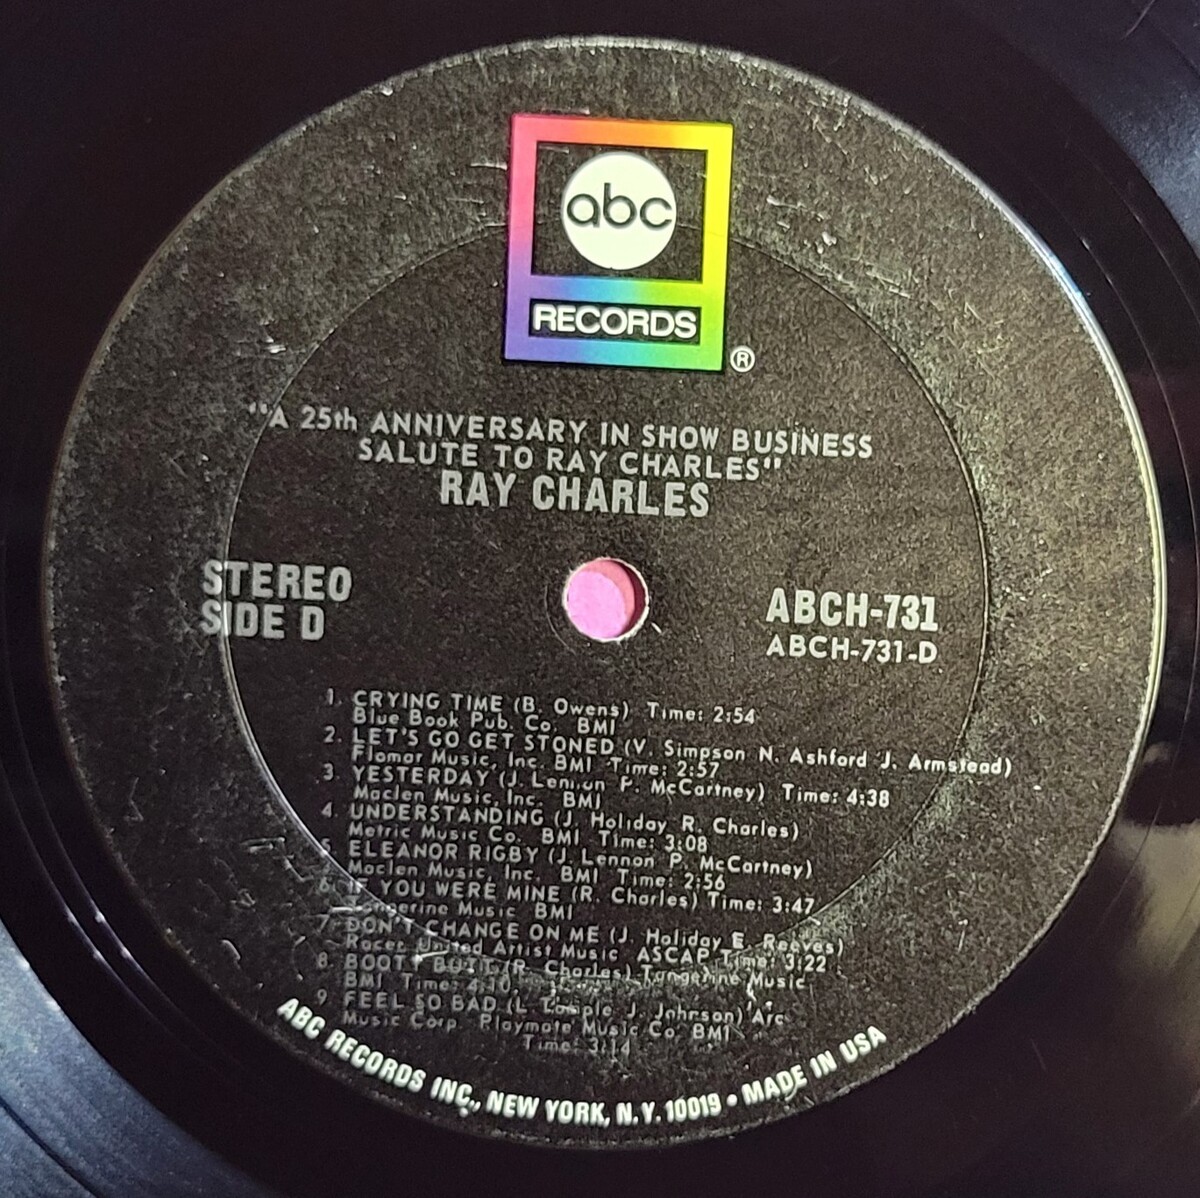 abc
RECORDS
®
"A 25th ANNIVERSARY IN SHOW BUSINESS
SALUTE TO RAY CHARLES"
RAY CHARLES
STEREO
SIDE D
ABCH-731
ABCH-731-D
1. CRYING TIME (B. Owens) Time: 2:54
Blue Book Pub. Co. BMI
2. LET'S GO GET STONED (V. Simpson N. Ashford J. Armstead)
Flomar Music, Inc. BMI Time: 2:57
3. YESTERDAY (J. Lennon P. McCartney) Time: 4:38
Maclen Music, Inc. BMI
4. UNDERSTANDING (J. Holiday R. Charles)
Metric Music Co. BMI Time: 3:08
5. ELEANOR RIGBY (J. Lennon P. McCartney)
Maclen Music, Inc. BMI Time: 2:56
6. IF YOU WERE MINE (R. Charles) Time: 3:47
Tangerine Music BMI
7. DON'T CHANGE ON ME (J. Holiday E. Reeves)
Racer United Artist Music ASCAP Time: 3:22
8. BOOTY BUTT (R. Charles) Tangerine Music
BMI Time: 4:10
9 FEEL SO BAD (L. Temple J. Johnson) Arc
Music Corp. Playmate Music Co BMI
Time: 3:14
ABC RECORDS INC., NEW YORK, N.Y. 10019 • MADE IN USA